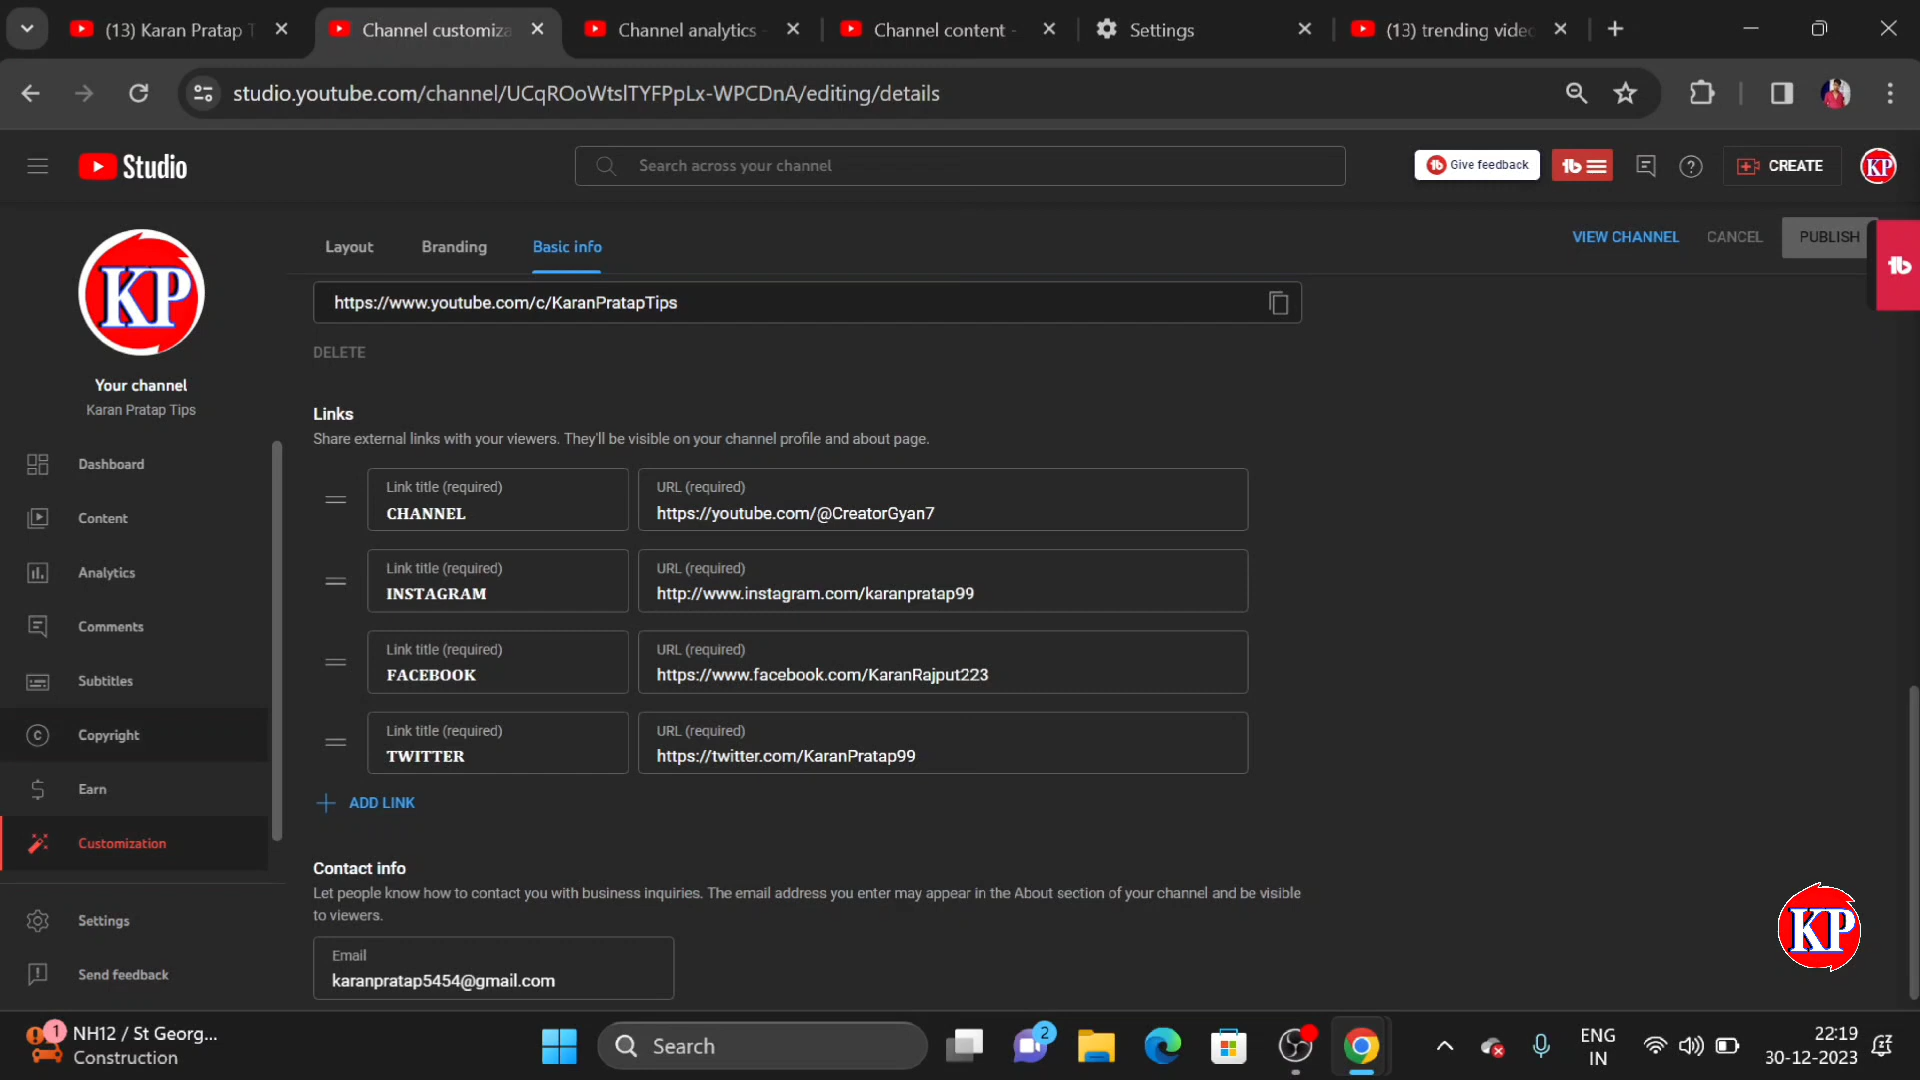 (13) Karan Pratap T
Channel customiza
Channel analytics -
Channel content -
Settings
(13) trending video
studio.youtube.com/channel/UCqROoWtslTYFPpLx-WPCDnA/editing/details
Studio
Search across your channel
Give feedback
CREATE
KP
Layout
Branding
Basic info
VIEW CHANNEL
CANCEL
PUBLISH
KP
Your channel
Karan Pratap Tips
Dashboard
Content
Analytics
Comments
Subtitles
Copyright
Earn
Customization
Settings
Send feedback
https://www.youtube.com/c/KaranPratapTips
DELETE
Links
Share external links with your viewers. They'll be visible on your channel profile and about page.
Link title (required)
CHANNEL
URL (required)
https://youtube.com/@CreatorGyan7
Link title (required)
INSTAGRAM
URL (required)
http://www.instagram.com/karanpratap99
Link title (required)
FACEBOOK
URL (required)
https://www.facebook.com/KaranRajput223
Link title (required)
TWITTER
URL (required)
https://twitter.com/KaranPratap99
ADD LINK
Contact info
Let people know how to contact you with business inquiries. The email address you enter may appear in the About section of your channel and be visible
to viewers.
Email
karanpratap5454@gmail.com
KP
1
NH12 / St Georg...
Construction
Search
2
ENG
IN
22:19
30-12-2023